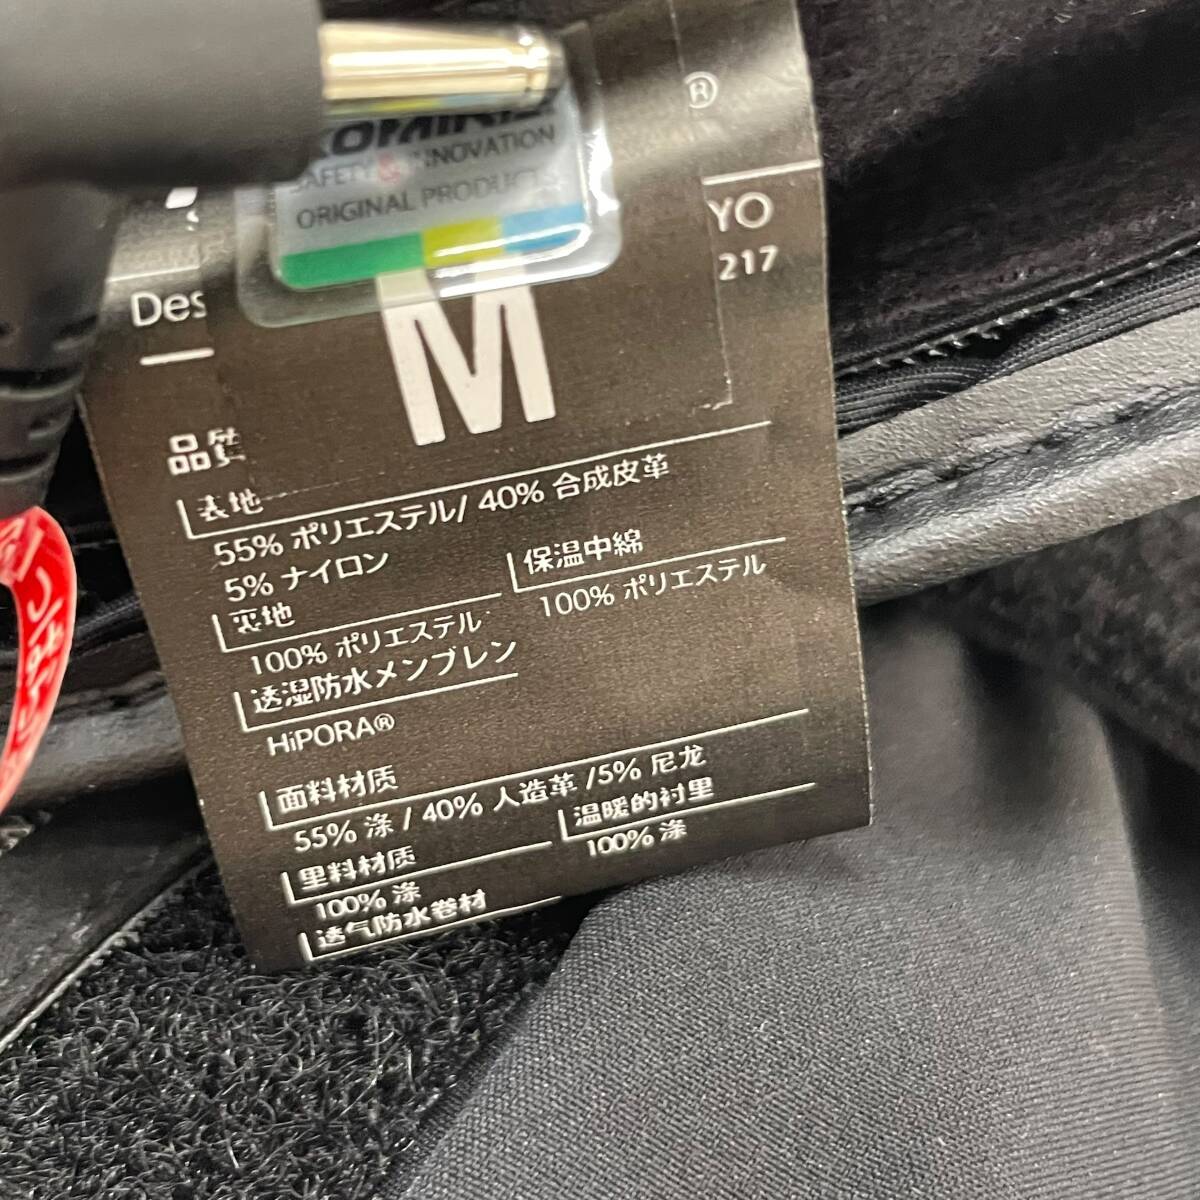 ®
SAFETY & INNOVATION
ORIGINAL PRODUCTS
YO
217
Des
M
品質
表地
55% ポリエステル/ 40% 合成皮革
5% ナイロン
保温中綿
100% ポリエステル
裏地
100% ポリエステル
透湿防水メンブレン
HiPORA®
面料材质
55% 涤 / 40% 人造革 /5% 尼龙
温暖的衬里
100% 涤
里料材质
100% 涤
透气防水卷材